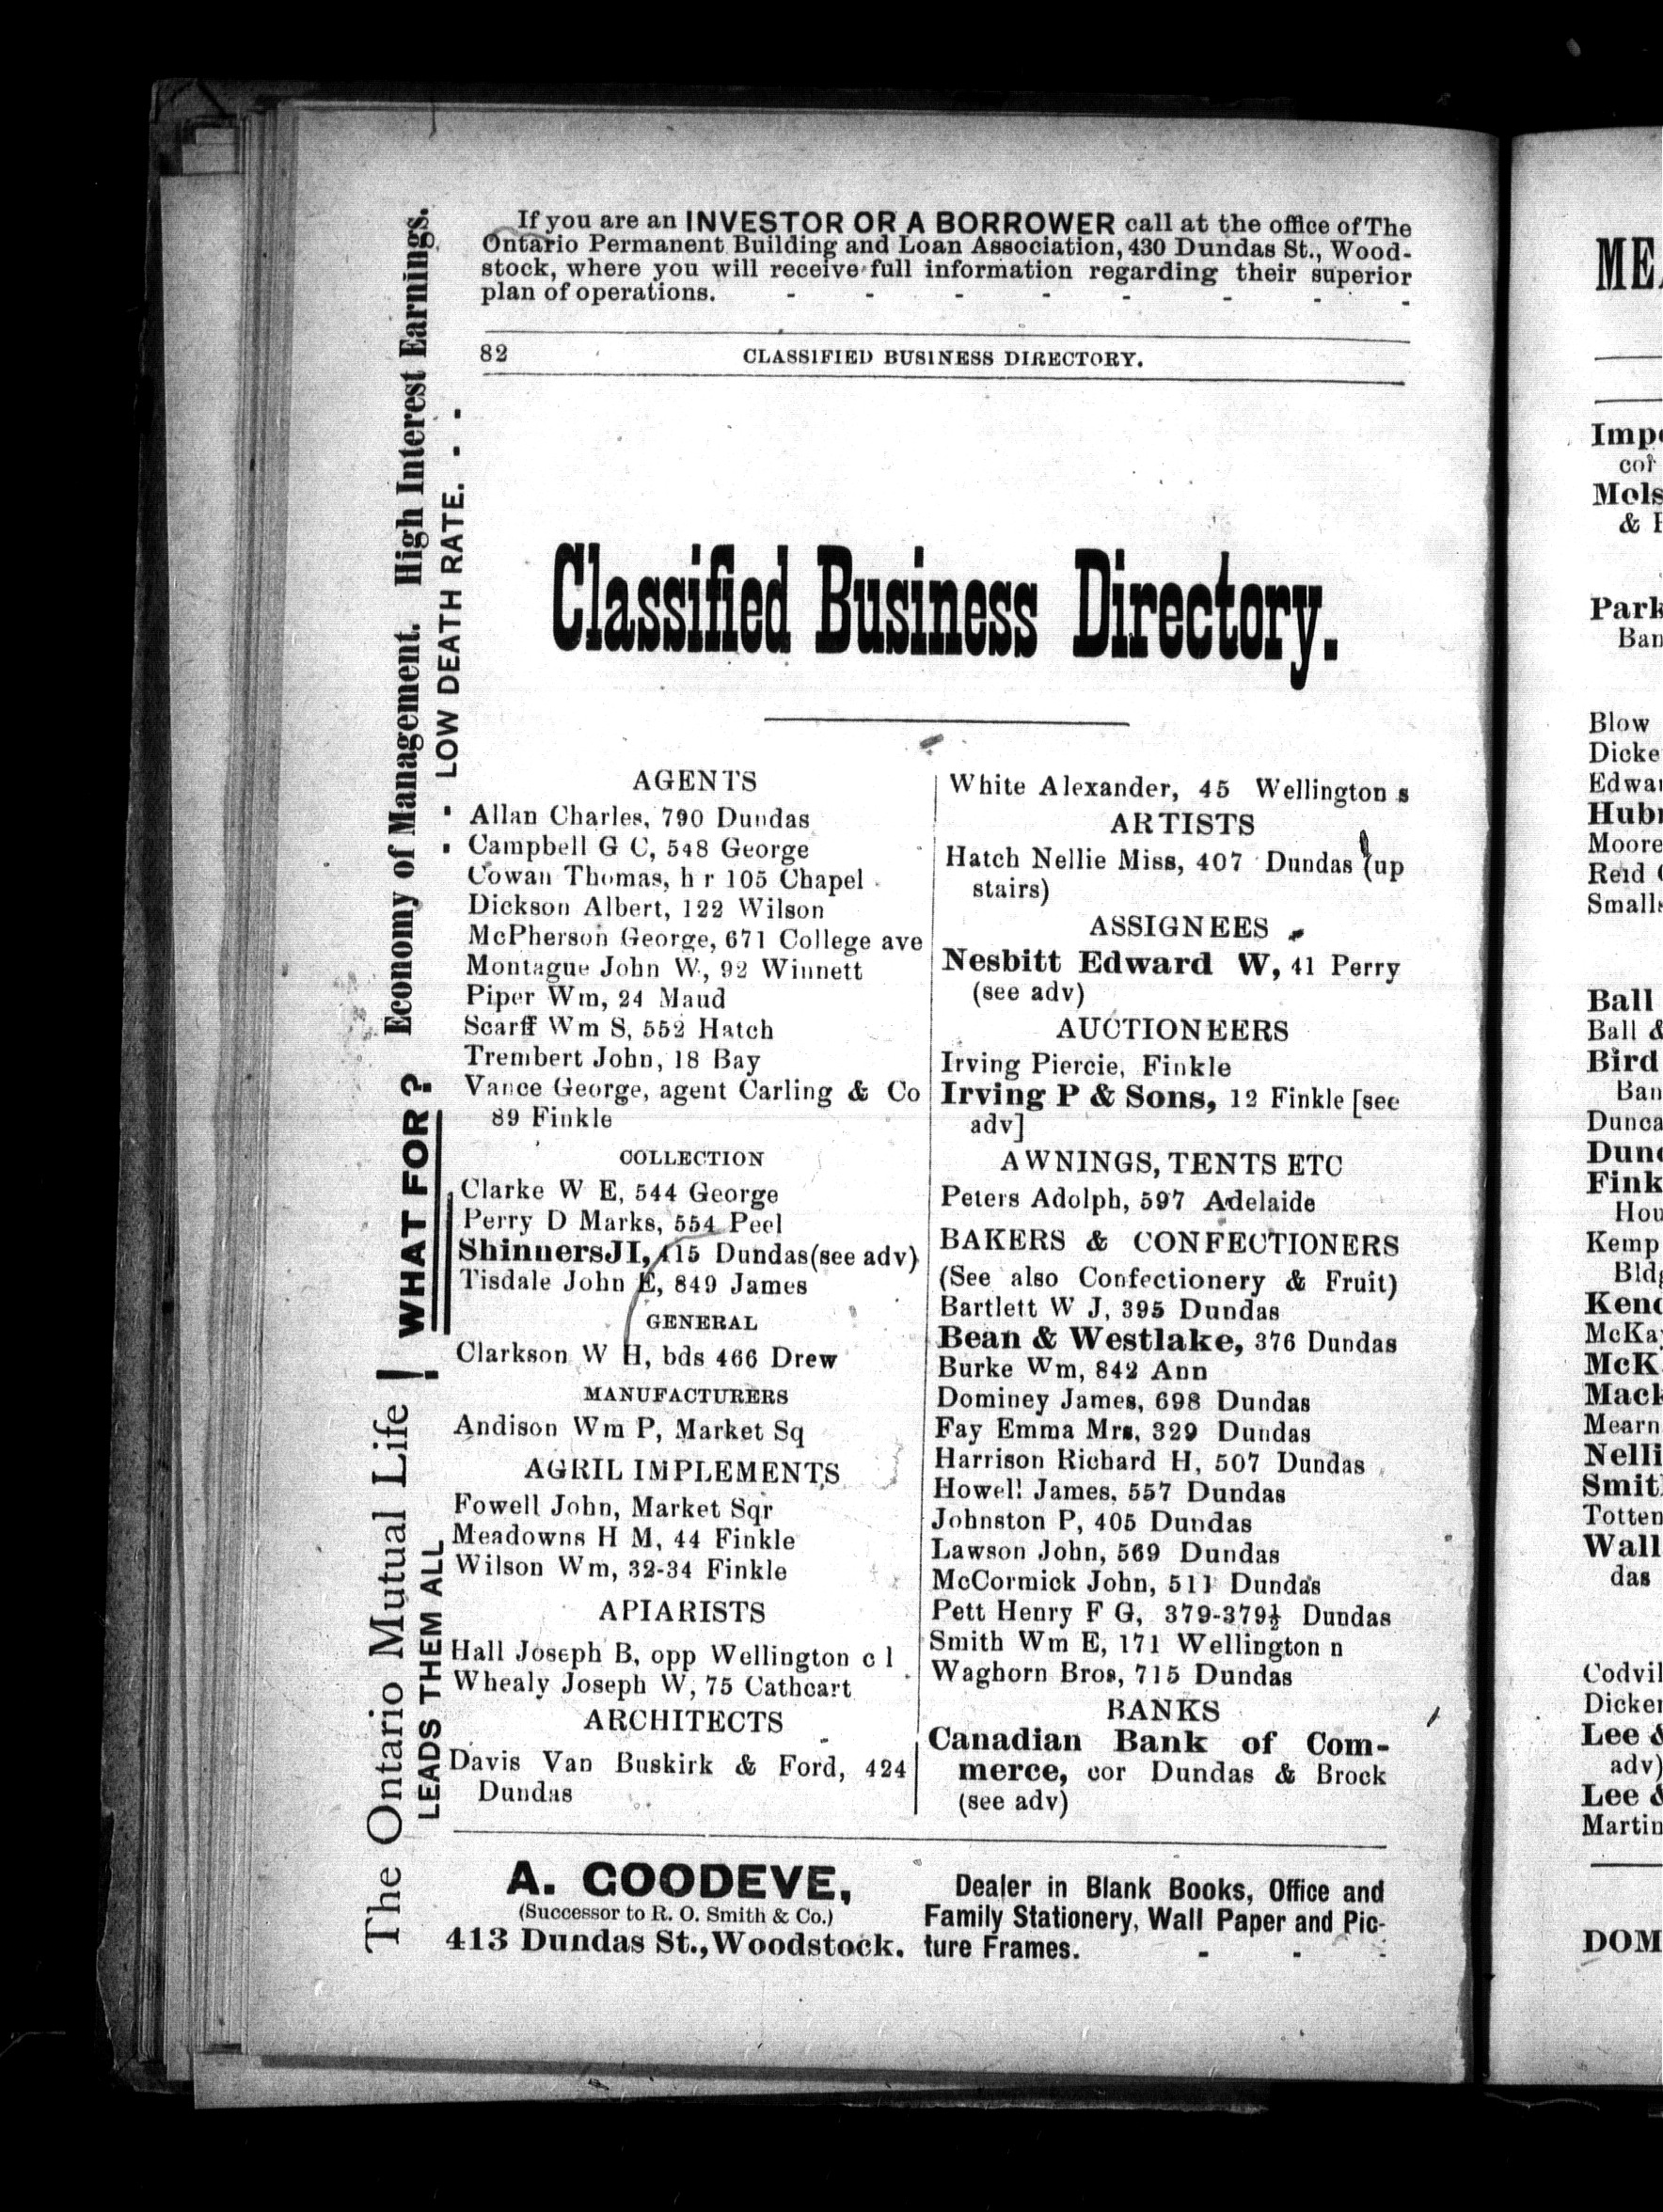 If you are an INVESTOR OR A BORROWER call at the office of The
Ontario Permanent Building and Loan Association, 430 Dundas St., Wood-
stock, where you will receive full information regarding their superior
plan of operations. - - - - - - - -
82 CLASSIFIED BUSINESS DIRECTORY.
Classified Business Directory.
AGENTS
Allan Charles, 790 Dundas
Campbell G C, 548 George
Cowan Thomas, h r 105 Chapel
Dickson Albert, 122 Wilson
McPherson George, 671 College ave
Montague John W, 92 Winnett
Piper Wm, 24 Maud
Scarff Wm S, 552 Hatch
Trembert John, 18 Bay
Vance George, agent Carling & Co
89 Finkle
COLLECTION
Clarke W E, 544 George
Perry D Marks, 554 Peel
Shinners J I, 415 Dundas (see adv)
Tisdale John E, 849 James
GENERAL
Clarkson W H, bds 466 Drew
MANUFACTURERS
Andison Wm P, Market Sq
AGRIL IMPLEMENTS
Fowell John, Market Sqr
Meadowns H M, 44 Finkle
Wilson Wm, 32-34 Finkle
APIARISTS
Hall Joseph B, opp Wellington c l
Whealy Joseph W, 75 Cathcart
ARCHITECTS
Davis Van Buskirk & Ford, 424
Dundas
White Alexander, 45 Wellington s
ARTISTS
Hatch Nellie Miss, 407 Dundas (up
stairs)
ASSIGNEES
Nesbitt Edward W, 41 Perry
(see adv)
AUCTIONEERS
Irving Piercie, Finkle
Irving P & Sons, 12 Finkle [see
adv]
AWNINGS, TENTS ETC
Peters Adolph, 597 Adelaide
BAKERS & CONFECTIONERS
(See also Confectionery & Fruit)
Bartlett W J, 395 Dundas
Bean & Westlake, 376 Dundas
Burke Wm, 842 Ann
Dominey James, 698 Dundas
Fay Emma Mrs, 329 Dundas
Harrison Richard H, 507 Dundas
Howell James, 557 Dundas
Johnston P, 405 Dundas
Lawson John, 569 Dundas
McCormick John, 511 Dundas
Pett Henry F G, 379-379½ Dundas
Smith Wm E, 171 Wellington n
Waghorn Bros, 715 Dundas
BANKS
Canadian Bank of Com-
merce, cor Dundas & Brock
(see adv)
A. GOODEVE,
(Successor to R. O. Smith & Co.)
413 Dundas St., Woodstock.
Dealer in Blank Books, Office and
Family Stationery, Wall Paper and Pic-
ture Frames. - - -
The Ontario Mutual Life ! WHAT FOR? Economy of Management. High Interest Earnings.
LEADS THEM ALL LOW DEATH RATE. - -
cor
& 
Blow
Ball
Ball &
Bird
Kemp
Lee &
adv)
Lee &
das